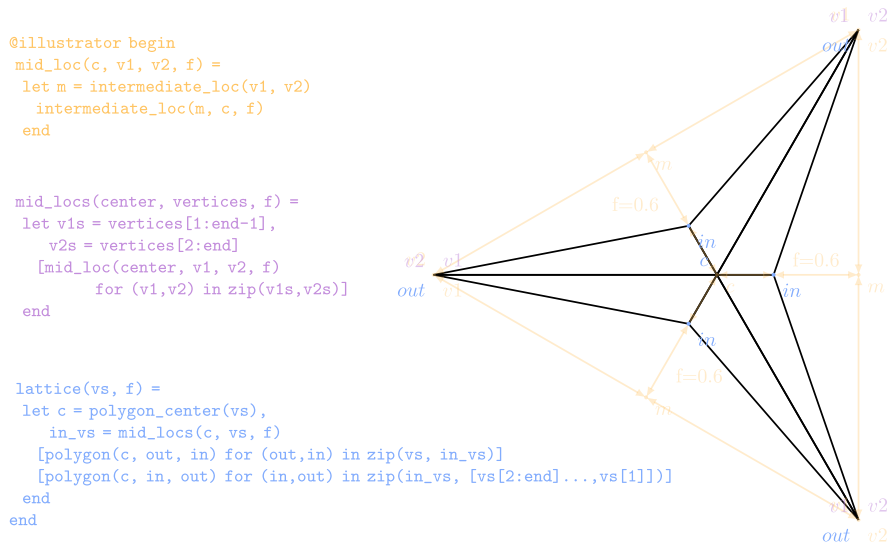 @illustrator begin
mid_loc(c, v1, v2, f) =
let m = intermediate_loc(v1, v2)
intermediate_loc(m, c, f)
end
mid_locs(center, vertices, f) =
let v1s = vertices[1:end-1],
v2s = vertices[2:end]
[mid_loc(center, v1, v2, f)
for (v1,v2) in zip(v1s,v2s)]
end
lattice(vs, f) =
let c = polygon_center(vs),
in_vs = mid_locs(c, vs, f)
[polygon(c, out, in) for (out,in) in zip(vs, in_vs)]
[polygon(c, in, out) for (in,out) in zip(in_vs, [vs[2:end]...,vs[1]])]
end
end
v1 v2
out v2
m
f=0.6
in
c
f=0.6
v2 v1
out v1
in
m
in
f=0.6
m
v1 v2
out v2